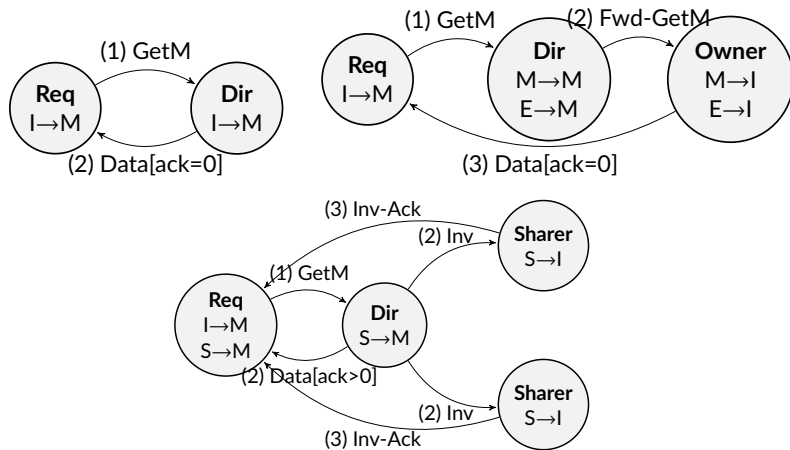 (1) GetM
Req
I→M
Dir
I→M
(2) Data[ack=0]
(1) GetM
(2) Fwd-GetM
Req
I→M
Dir
M→M
E→M
Owner
M→I
E→I
(3) Data[ack=0]
(3) Inv-Ack
(2) Inv
Sharer
S→I
(1) GetM
Req
I→M
S→M
Dir
S→M
(2) Data[ack>0]
(2) Inv
Sharer
S→I
(3) Inv-Ack